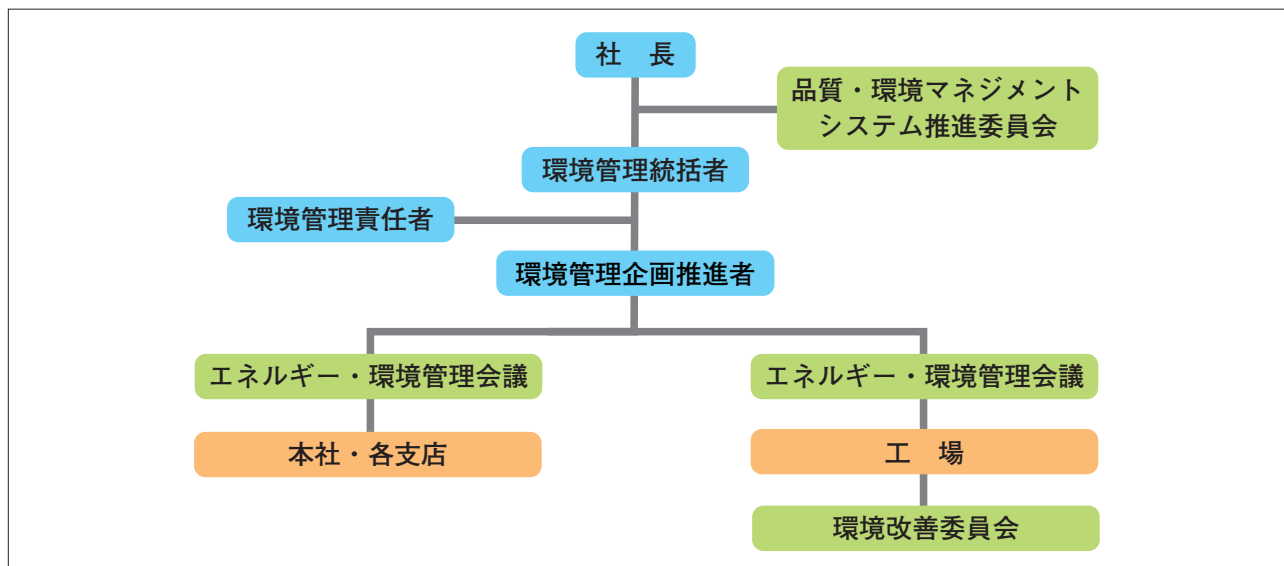 社　長
品質・環境マネジメント
システム推進委員会
環境管理統括者
環境管理責任者
環境管理企画推進者
エネルギー・環境管理会議
エネルギー・環境管理会議
本社・各支店
工　場
環境改善委員会